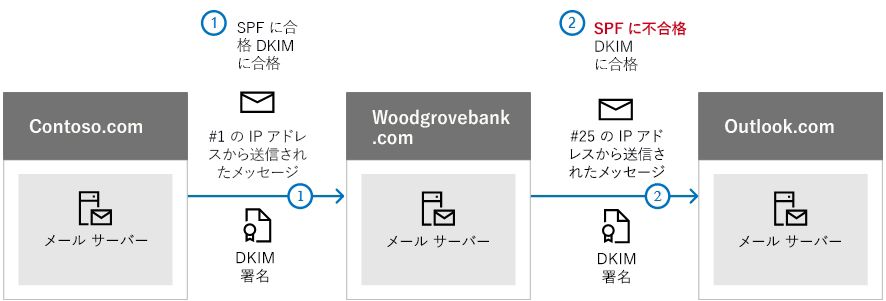 1
SPF に合
格 DKIM
に合格
2
SPF に不合格
DKIM
に合格
Contoso.com
#1 の IP アドレ
スから送信され
たメッセージ
Woodgrovebank
.com
#25 の IP アド
レスから送信さ
れたメッセージ
Outlook.com
メール サーバー
1
DKIM
署名
メール サーバー
2
DKIM
署名
メール サーバー